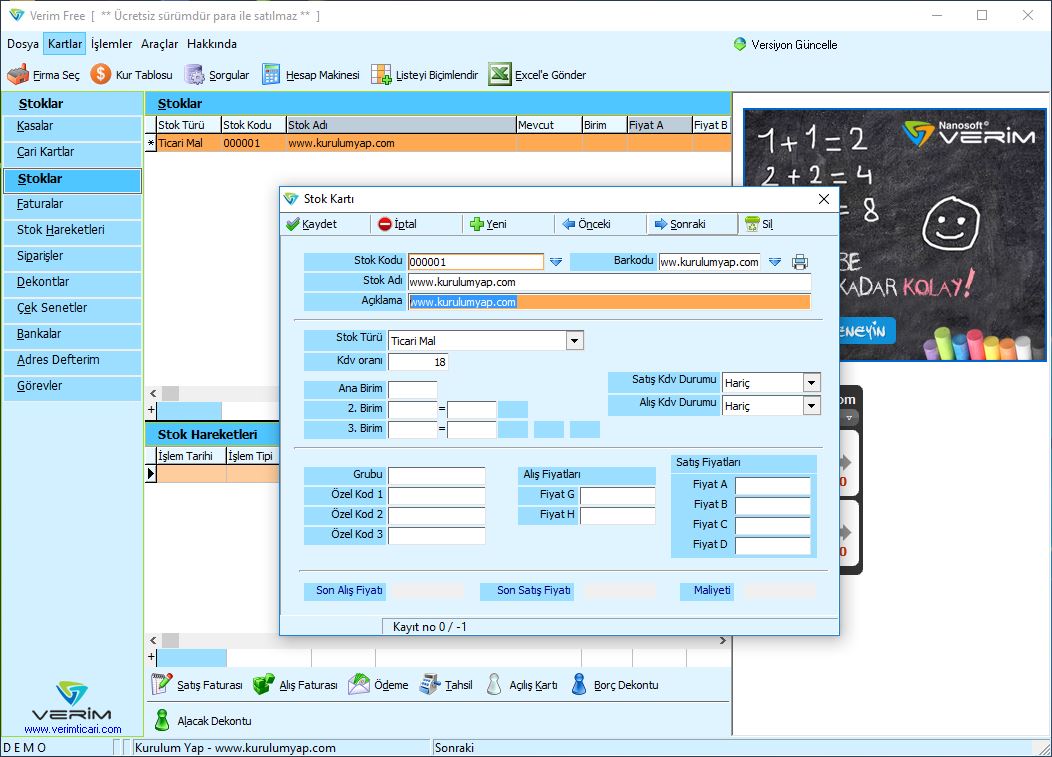 Verim Free [ ** Ücretsiz sürümdür para ile satılmaz ** ]
Dosya Kartlar İşlemler Araçlar Hakkında
Versiyon Güncelle
Firma Seç Kur Tablosu Sorgular Hesap Makinesi Listeyi Biçimlendir Excel'e Gönder
Stoklar
Kasalar
Cari Kartlar
Stoklar
Faturalar
Stok Hareketleri
Siparişler
Dekontlar
Çek Senetler
Bankalar
Adres Defterim
Görevler
VERİM
www.verimticari.com
Stoklar
Stok Türü Stok Kodu Stok Adı Mevcut Birim Fiyat A Fiyat B
* Ticari Mal 000001 www.kurulumyap.com
Stok Hareketleri
İşlem Tarihi İşlem Tipi
Stok Kartı
Kaydet İptal Yeni Önceki Sonraki Sil
Stok Kodu 000001 Barkodu ww.kurulumyap.com
Stok Adı www.kurulumyap.com
Açıklama www.kurulumyap.com
Stok Türü Ticari Mal
Kdv oranı 18
Ana Birim
2. Birim =
3. Birim =
Satış Kdv Durumu Hariç
Alış Kdv Durumu Hariç
Grubu
Özel Kod 1
Özel Kod 2
Özel Kod 3
Alış Fiyatları
Fiyat G
Fiyat H
Satış Fiyatları
Fiyat A
Fiyat B
Fiyat C
Fiyat D
Son Alış Fiyatı Son Satış Fiyatı Maliyeti
Kayıt no 0 / -1
1+1=2
2+2=4
= 8
Nanosoft®
VERİM
BE
KADAR KOLAY!
ENEYİN
om
0
0
Satış Faturası Alış Faturası Ödeme Tahsil Açılış Kartı Borç Dekontu
Alacak Dekontu
DEMO Kurulum Yap - www.kurulumyap.com Sonraki